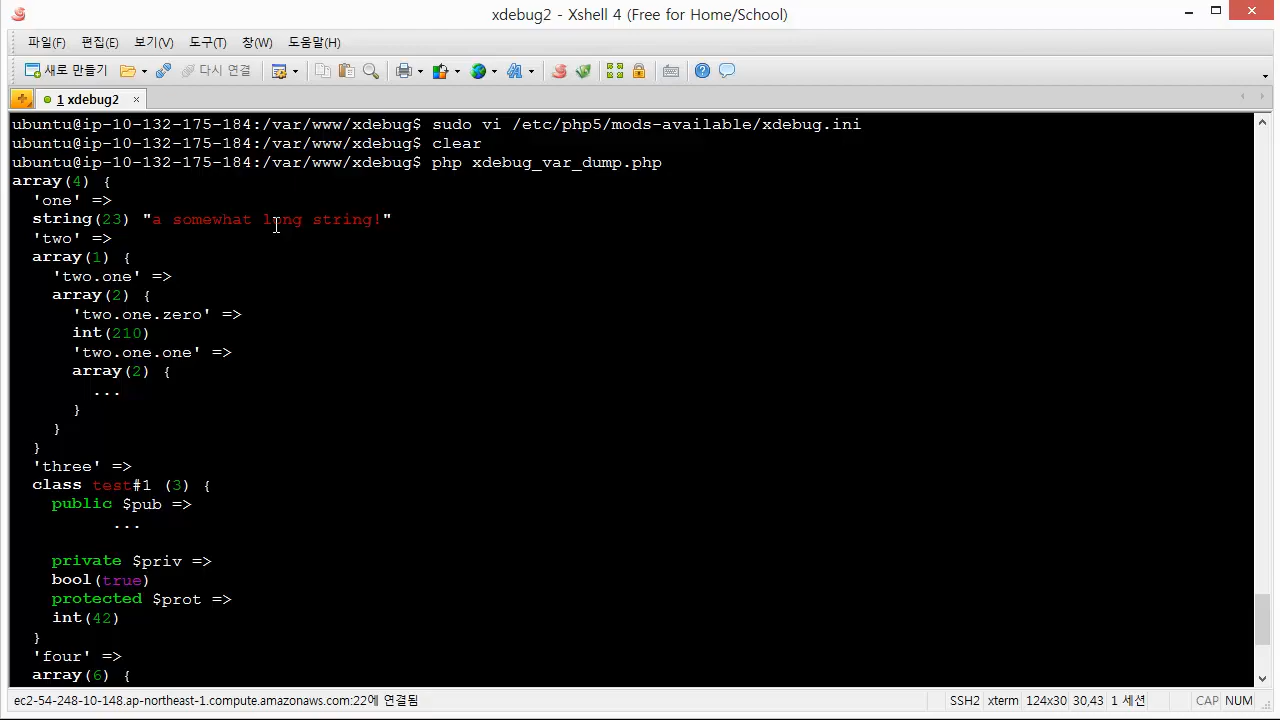 xdebug2 - Xshell 4 (Free for Home/School)
파일(F) 편집(E) 보기(V) 도구(T) 창(W) 도움말(H)
새로 만들기 다시 연결
1 xdebug2
ubuntu@ip-10-132-175-184:/var/www/xdebug$ sudo vi /etc/php5/mods-available/xdebug.ini
ubuntu@ip-10-132-175-184:/var/www/xdebug$ clear
ubuntu@ip-10-132-175-184:/var/www/xdebug$ php xdebug_var_dump.php
array(4) {
  'one' =>
  string(23) "a somewhat long string!"
  'two' =>
  array(1) {
    'two.one' =>
    array(2) {
      'two.one.zero' =>
      int(210)
      'two.one.one' =>
      array(2) {
        ...
      }
    }
  }
  'three' =>
  class test#1 (3) {
    public $pub =>
          ...
    private $priv =>
    bool(true)
    protected $prot =>
    int(42)
  }
  'four' =>
  array(6) {
ec2-54-248-10-148.ap-northeast-1.compute.amazonaws.com:22에 연결됨 SSH2 xterm 124x30 30,43 1 세션 CAP NUM